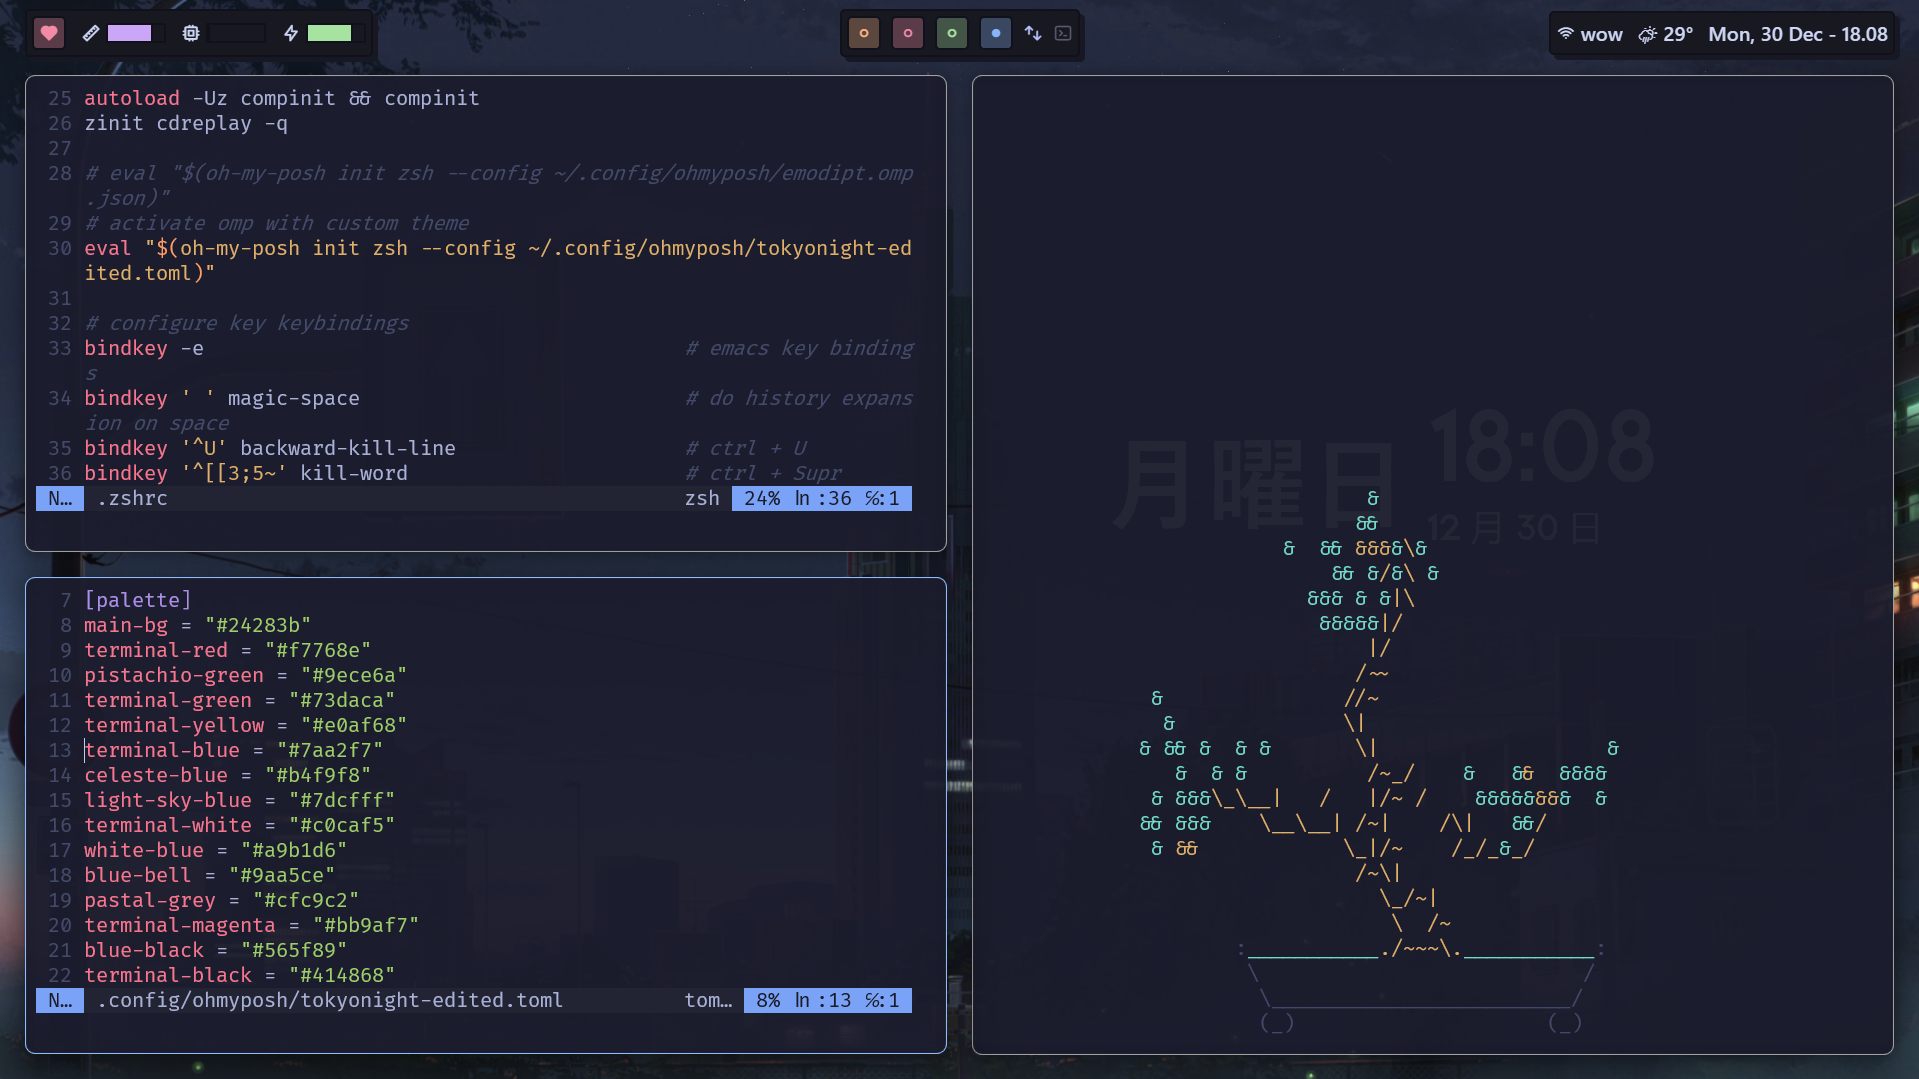 wow 29° Mon, 30 Dec - 18.08
25 autoload -Uz compinit && compinit
26 zinit cdreplay -q
27
28 # eval "$(oh-my-posh init zsh --config ~/.config/ohmyposh/emodipt.omp
.json)"
29 # activate omp with custom theme
30 eval "$(oh-my-posh init zsh --config ~/.config/ohmyposh/tokyonight-ed
ited.toml)"
31
32 # configure key keybindings
33 bindkey -e # emacs key binding
s
34 bindkey ' ' magic-space # do history expans
ion on space
35 bindkey '^U' backward-kill-line # ctrl + U
36 bindkey '^[[3;5~' kill-word # ctrl + Supr
N… .zshrc zsh 24% ln :36 ℅:1
7 [palette]
8 main-bg = "#24283b"
9 terminal-red = "#f7768e"
10 pistachio-green = "#9ece6a"
11 terminal-green = "#73daca"
12 terminal-yellow = "#e0af68"
13 terminal-blue = "#7aa2f7"
14 celeste-blue = "#b4f9f8"
15 light-sky-blue = "#7dcfff"
16 terminal-white = "#c0caf5"
17 white-blue = "#a9b1d6"
18 blue-bell = "#9aa5ce"
19 pastal-grey = "#cfc9c2"
20 terminal-magenta = "#bb9af7"
21 blue-black = "#565f89"
22 terminal-black = "#414868"
N… .config/ohmyposh/tokyonight-edited.toml tom… 8% ln :13 ℅:1
月曜日 18:08
12 月 30 日
&
&&
& && &&&&\&
&& &/&\ &
&&& & &|\
&&&&&|/
|/
/~~
& //~
& \|
& && & & & \| &
& & & /~_/ & && &&&&
& &&&\_\__| / |/~ / &&&&&&&& &
&& &&& \__\__| /~| /\| &&/
& && \_|/~ /_/_&_/
/~\|
\_/~|
\ /~
:___________./~~~\.___________:
\ /
\_________________________/
(_) (_)